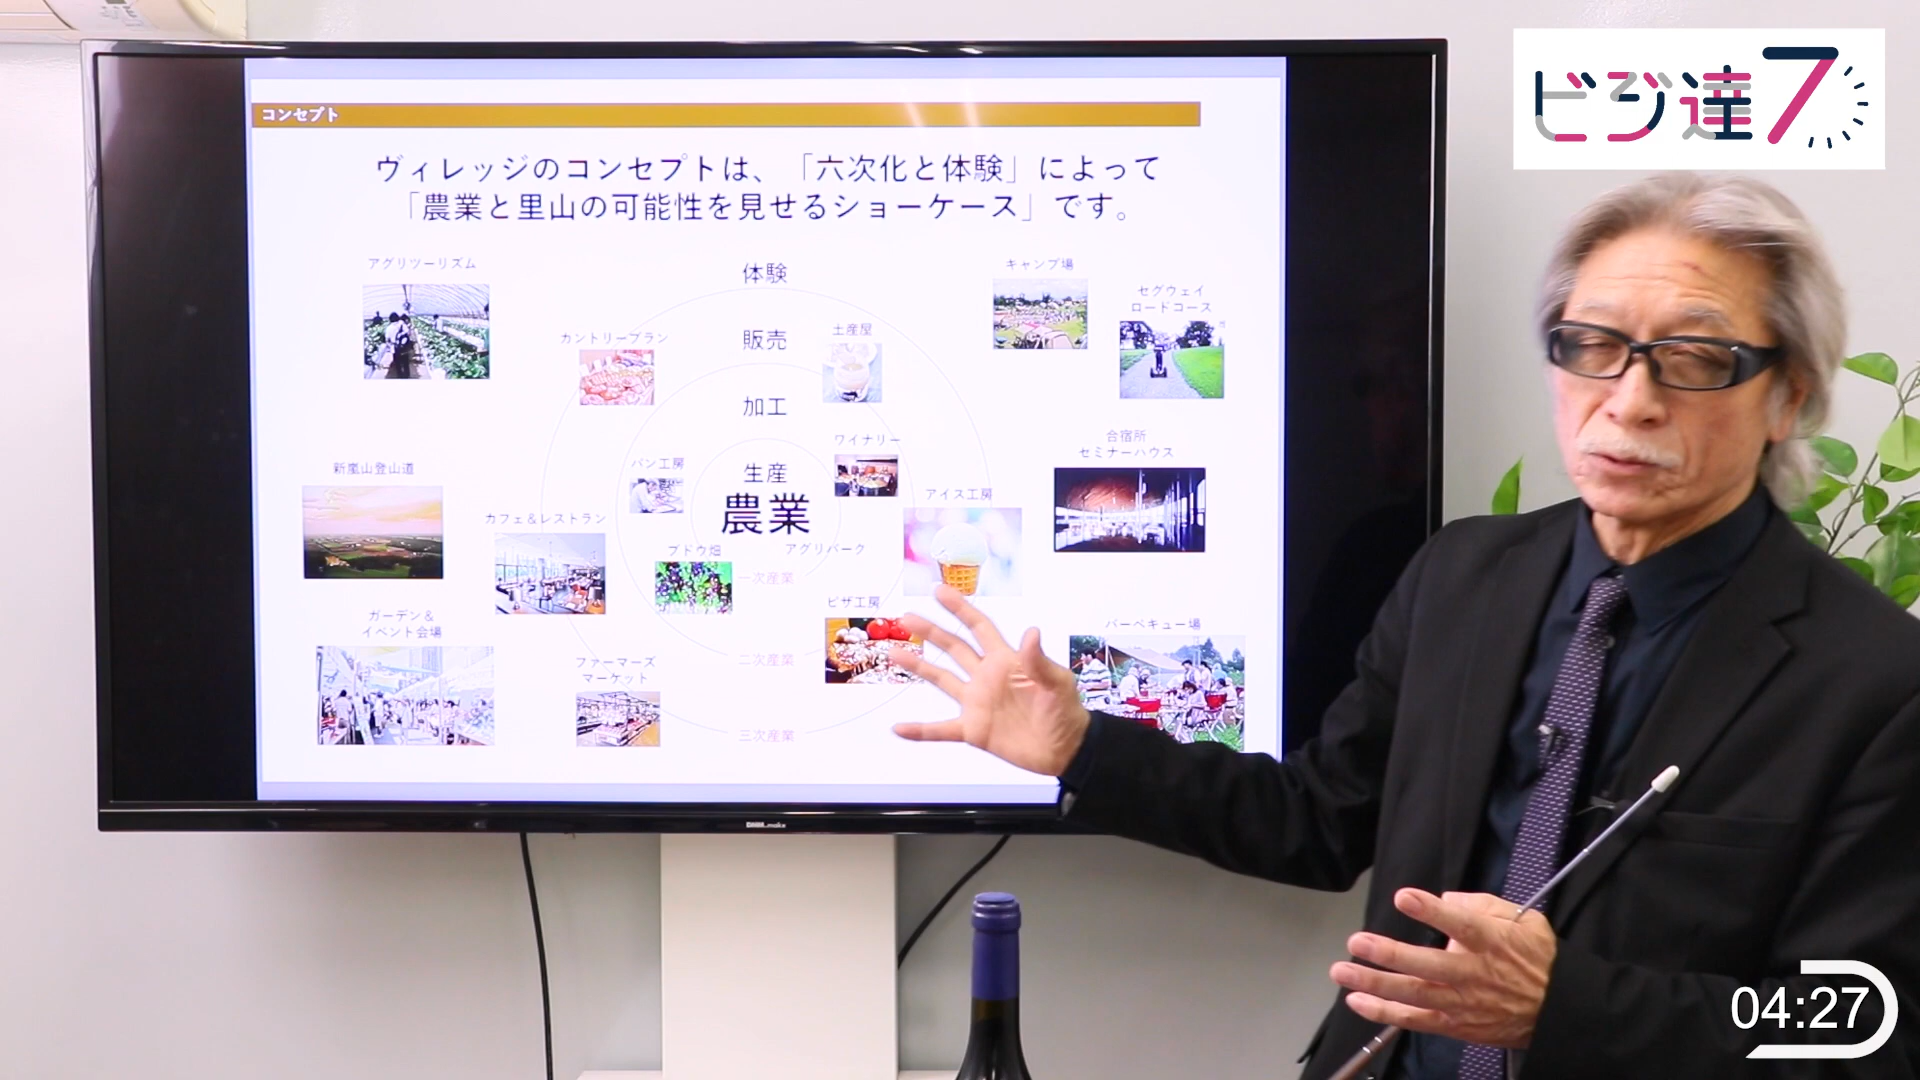 コンセプト
ヴィレッジのコンセプトは、「六次化と体験」によって
「農業と里山の可能性を見せるショーケース」です。
アグリツーリズム
体験
キャンプ場
セグウェイ
ロードコース
カントリーブラン
販売
土産屋
加工
ワイナリー
合宿所
セミナーハウス
新嵐山登山道
パン工房
生産
農業
アイス工房
カフェ&レストラン
ブドウ畑
アグリパーク
一次産業
ガーデン&
イベント会場
ピザ工房
バーベキュー場
ファーマーズ
マーケット
二次産業
三次産業
DMM.make
ビジ達7
04:27